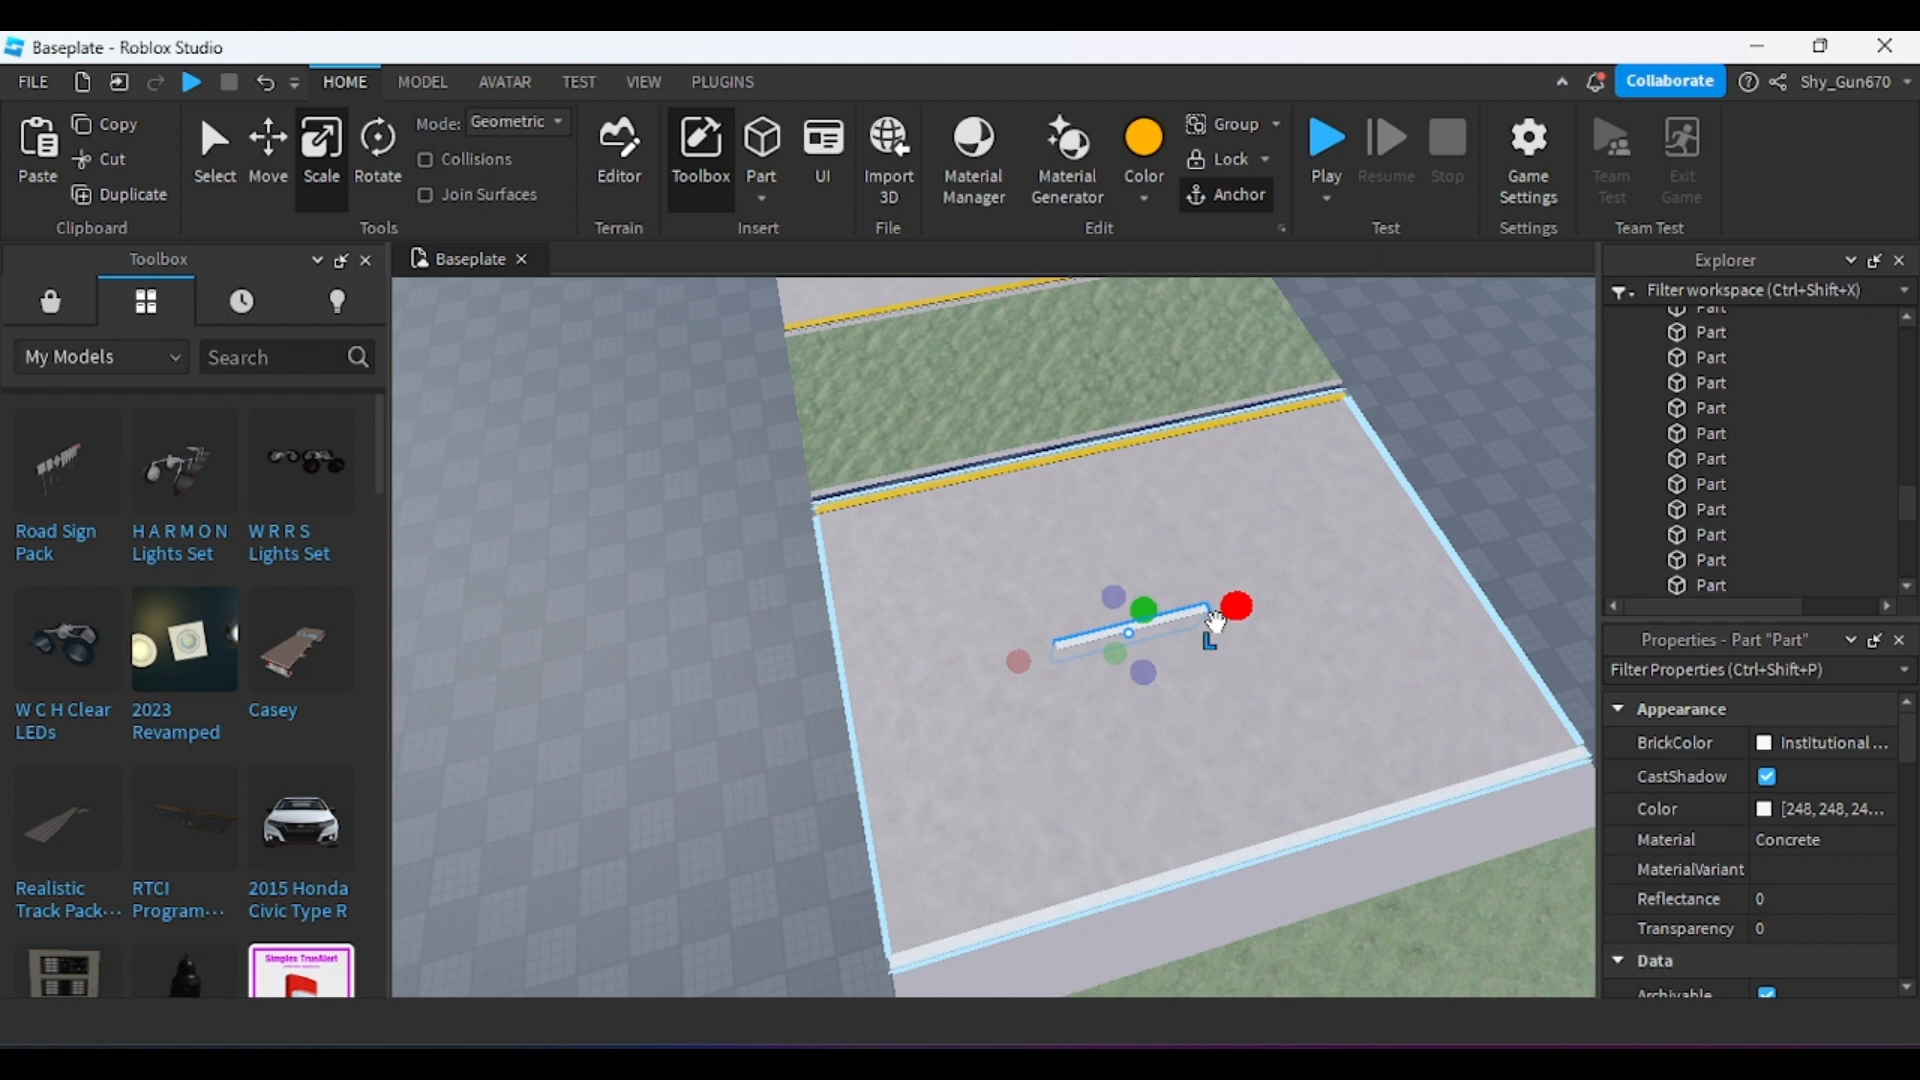 Baseplate - Roblox Studio
FILE HOME MODEL AVATAR TEST VIEW PLUGINS Collaborate Shy_Gun670
Paste Copy Cut Duplicate
Clipboard
Select Move Scale Rotate
Mode: Geometric
Collisions
Join Surfaces
Tools
Editor
Terrain
Toolbox Part UI
Insert
Import 3D
File
Material Manager
Material Generator
Color
Group
Lock
Anchor
Edit
Play Resume Stop
Test
Game Settings
Settings
Team Test
Exit Game
Team Test
Toolbox
My Models
Search
Road Sign Pack
H A R M O N Lights Set
W R R S Lights Set
W C H Clear LEDs
2023 Revamped
Casey
Realistic Track Pack...
RTCI Program...
2015 Honda Civic Type R
Simplex TrueAlert
Baseplate
L
Explorer
Filter workspace (Ctrl+Shift+X)
Part
Part
Part
Part
Part
Part
Part
Part
Part
Part
Part
Part
Properties - Part "Part"
Filter Properties (Ctrl+Shift+P)
Appearance
BrickColor Institutional ...
CastShadow
Color [248, 248, 24...
Material Concrete
MaterialVariant
Reflectance 0
Transparency 0
Data
Archivable